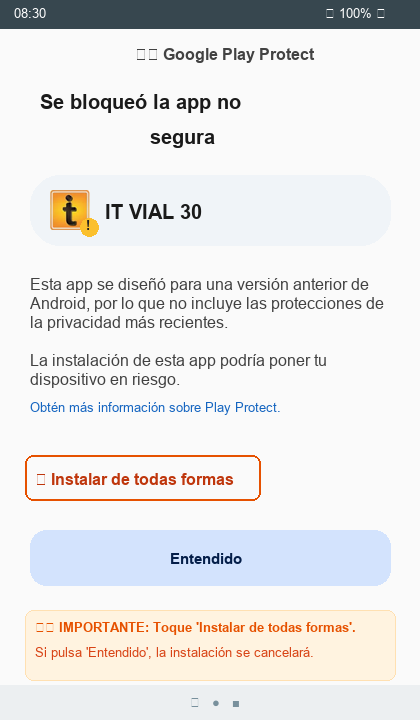 08:30
100%
Google Play Protect
Se bloqueó la app no
segura
IT VIAL 30
Esta app se diseñó para una versión anterior de
Android, por lo que no incluye las protecciones de
la privacidad más recientes.
La instalación de esta app podría poner tu
dispositivo en riesgo.
Obtén más información sobre Play Protect.
Instalar de todas formas
Entendido
IMPORTANTE: Toque 'Instalar de todas formas'.
Si pulsa 'Entendido', la instalación se cancelará.